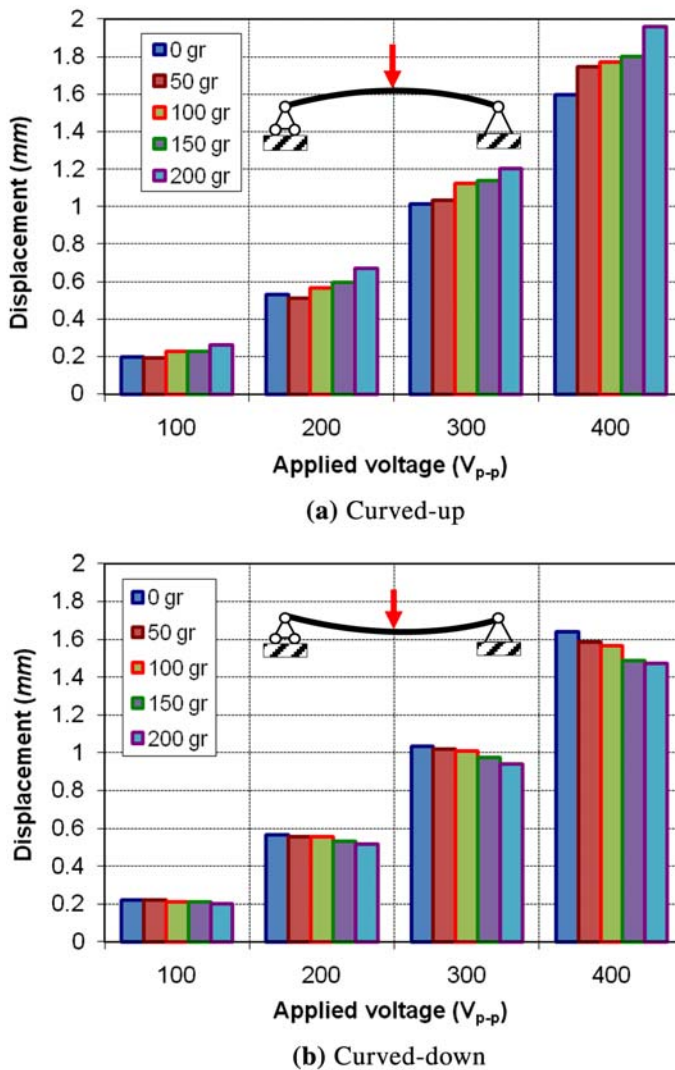 2
1.8
1.6
1.4
1.2
1
0.8
0.6
0.4
0.2
0
Displacement (mm)
0 gr
50 gr
100 gr
150 gr
200 gr
100 200 300 400
Applied voltage (Vp-p)
(a) Curved-up
2
1.8
1.6
1.4
1.2
1
0.8
0.6
0.4
0.2
0
Displacement (mm)
0 gr
50 gr
100 gr
150 gr
200 gr
100 200 300 400
Applied voltage (Vp-p)
(b) Curved-down